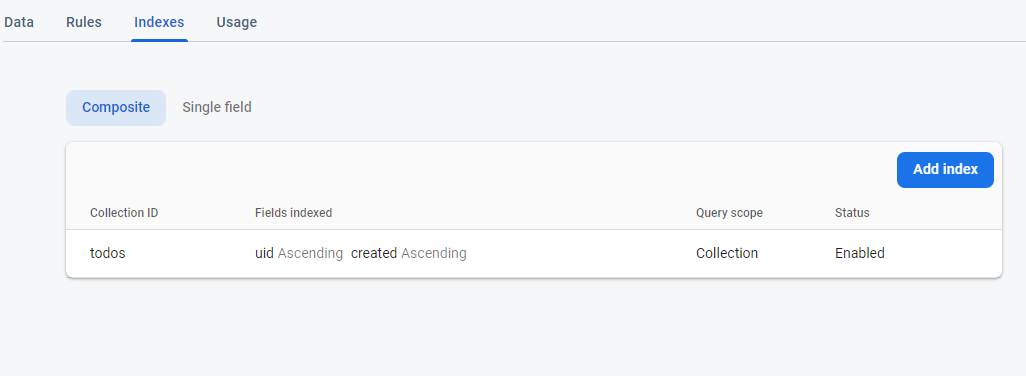 Data Rules Indexes Usage
Composite Single field
Add index
Collection ID Fields indexed Query scope Status
todos uid Ascending created Ascending Collection Enabled